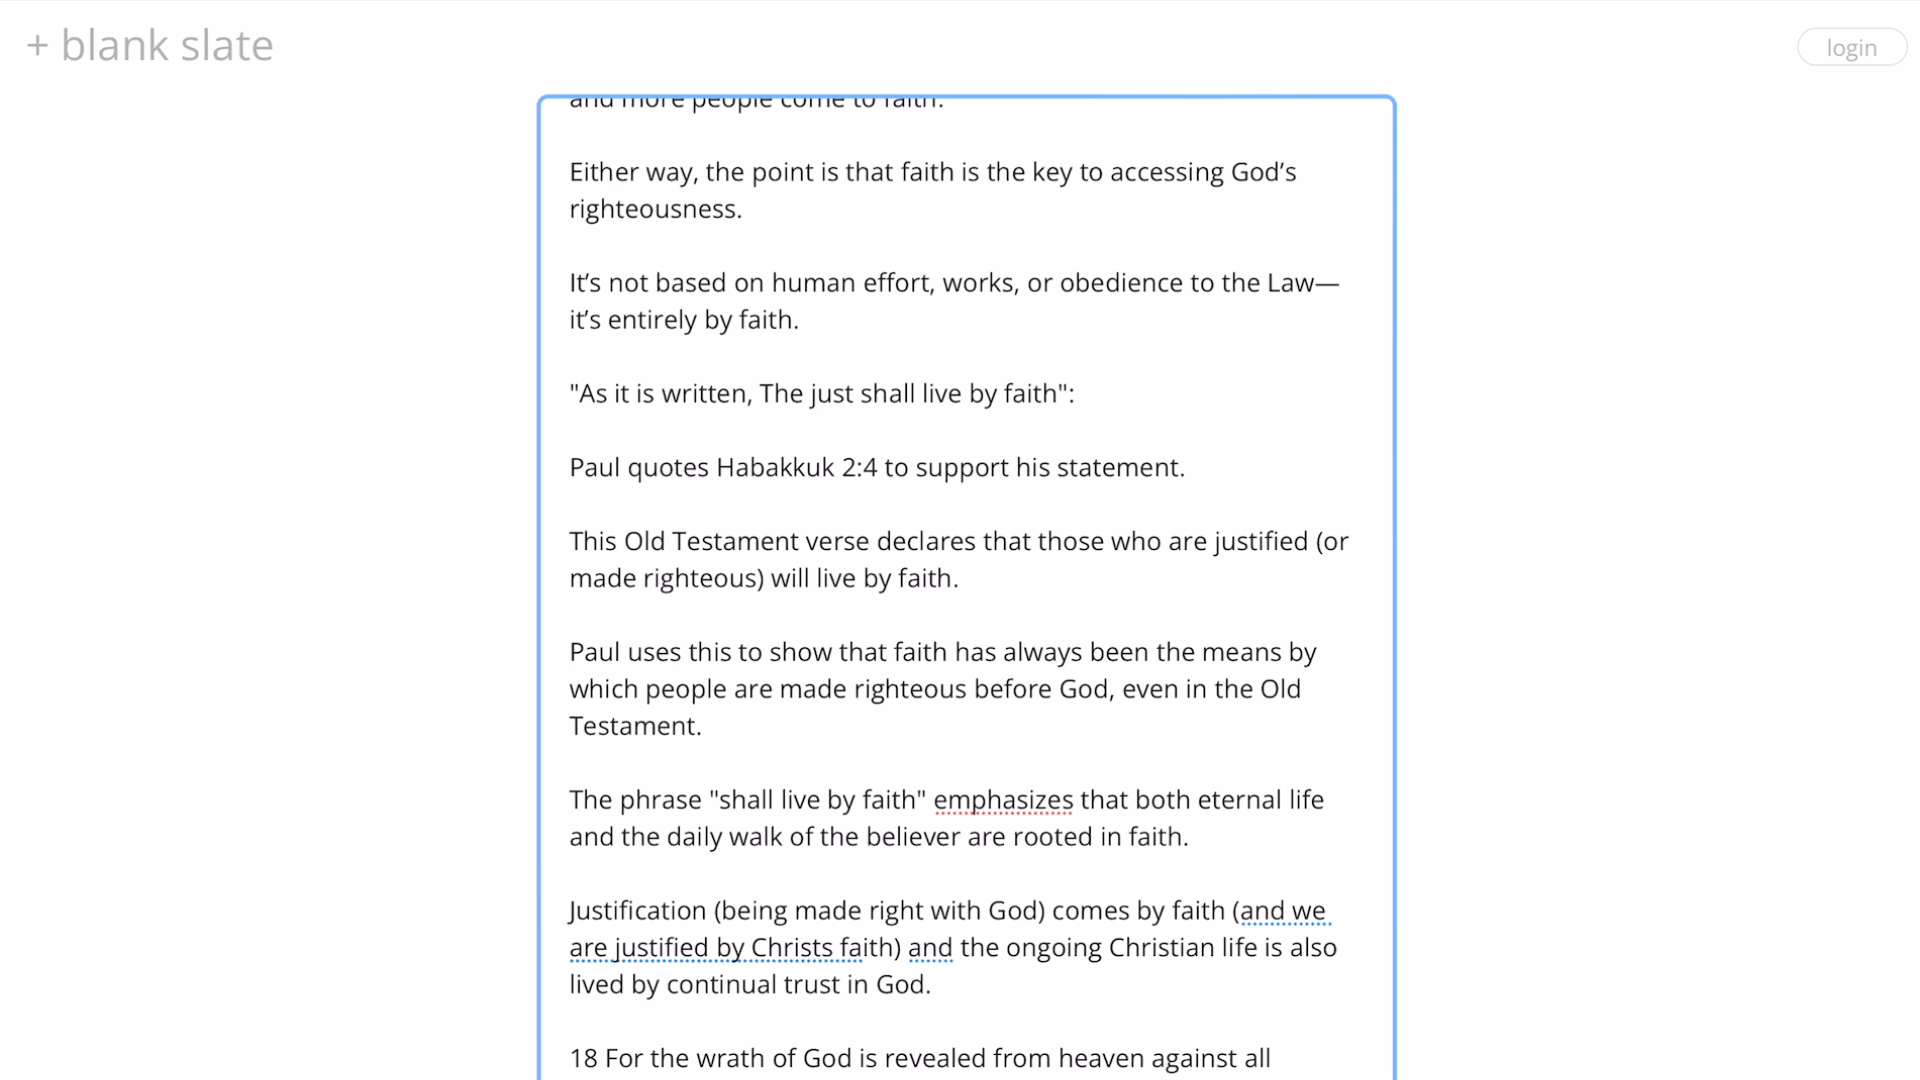 + blank slate
login
and more people come to faith.
Either way, the point is that faith is the key to accessing God’s
righteousness.
It’s not based on human effort, works, or obedience to the Law—
it’s entirely by faith.
"As it is written, The just shall live by faith":
Paul quotes Habakkuk 2:4 to support his statement.
This Old Testament verse declares that those who are justified (or
made righteous) will live by faith.
Paul uses this to show that faith has always been the means by
which people are made righteous before God, even in the Old
Testament.
The phrase "shall live by faith" emphasizes that both eternal life
and the daily walk of the believer are rooted in faith.
Justification (being made right with God) comes by faith (and we
are justified by Christs faith) and the ongoing Christian life is also
lived by continual trust in God.
18 For the wrath of God is revealed from heaven against all